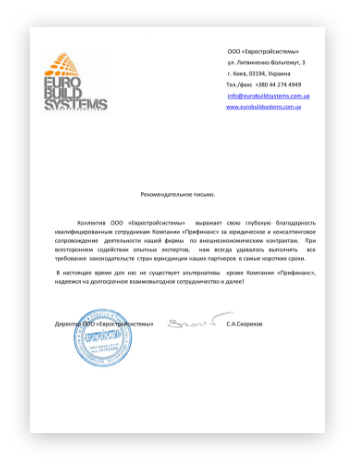 ООО «Евростройсистемы»
ул. Литвиненко-Вольгемут, 3
г. Киев, 03194, Украина
Тел./факс +380 44 274 4949
info@eurobuildsystems.com.ua
www.eurobuildsystems.com.ua
EURO
BUILD
SYSTEMS
Рекомендательное письмо.
Коллектив ООО «Евростройсистемы» выражает свою глубокую благодарность
квалифицированным сотрудникам Компании «Прифинанс» за юридическое и консалтинговое
сопровождение деятельности нашей фирмы по внешнеэкономическим контрактам. При
всестороннем содействии опытных экспертов, нам всегда удавалось выполнять все
требования законодательств стран юрисдикции наших партнеров в самые короткие сроки.
В настоящее время для нас не существует альтернативы кроме Компании «Прифинанс»,
надеемся на долгосрочное взаимовыгодное сотрудничество и далее!
Директор ООО «Евростройсистемы» С.А.Скориков